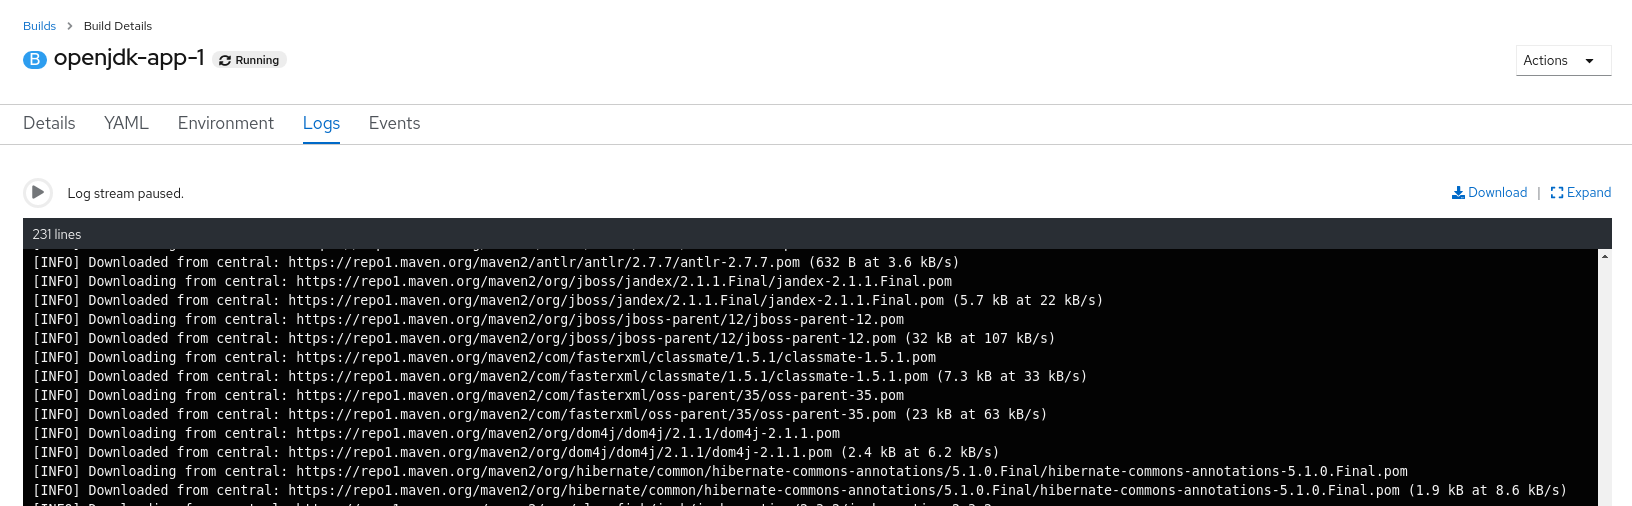 Builds > Build Details
B openjdk-app-1 Running
Actions
Details YAML Environment Logs Events
Log stream paused.
Download | Expand
231 lines
[INFO] Downloaded from central: https://repo1.maven.org/maven2/antlr/antlr/2.7.7/antlr-2.7.7.pom (632 B at 3.6 kB/s)
[INFO] Downloading from central: https://repo1.maven.org/maven2/org/jboss/jandex/2.1.1.Final/jandex-2.1.1.Final.pom
[INFO] Downloaded from central: https://repo1.maven.org/maven2/org/jboss/jandex/2.1.1.Final/jandex-2.1.1.Final.pom (5.7 kB at 22 kB/s)
[INFO] Downloading from central: https://repo1.maven.org/maven2/org/jboss/jboss-parent/12/jboss-parent-12.pom
[INFO] Downloaded from central: https://repo1.maven.org/maven2/org/jboss/jboss-parent/12/jboss-parent-12.pom (32 kB at 107 kB/s)
[INFO] Downloading from central: https://repo1.maven.org/maven2/com/fasterxml/classmate/1.5.1/classmate-1.5.1.pom
[INFO] Downloaded from central: https://repo1.maven.org/maven2/com/fasterxml/classmate/1.5.1/classmate-1.5.1.pom (7.3 kB at 33 kB/s)
[INFO] Downloading from central: https://repo1.maven.org/maven2/com/fasterxml/oss-parent/35/oss-parent-35.pom
[INFO] Downloaded from central: https://repo1.maven.org/maven2/com/fasterxml/oss-parent/35/oss-parent-35.pom (23 kB at 63 kB/s)
[INFO] Downloading from central: https://repo1.maven.org/maven2/org/dom4j/dom4j/2.1.1/dom4j-2.1.1.pom
[INFO] Downloaded from central: https://repo1.maven.org/maven2/org/dom4j/dom4j/2.1.1/dom4j-2.1.1.pom (2.4 kB at 6.2 kB/s)
[INFO] Downloading from central: https://repo1.maven.org/maven2/org/hibernate/common/hibernate-commons-annotations/5.1.0.Final/hibernate-commons-annotations-5.1.0.Final.pom
[INFO] Downloaded from central: https://repo1.maven.org/maven2/org/hibernate/common/hibernate-commons-annotations/5.1.0.Final/hibernate-commons-annotations-5.1.0.Final.pom (1.9 kB at 8.6 kB/s)